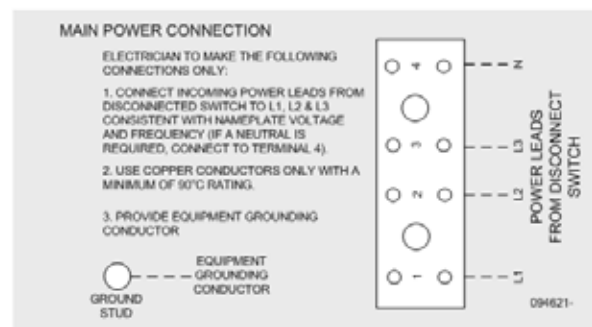 MAIN POWER CONNECTION
ELECTRICIAN TO MAKE THE FOLLOWING
CONNECTIONS ONLY:
1. CONNECT INCOMING POWER LEADS FROM
DISCONNECTED SWITCH TO L1, L2 & L3
CONSISTENT WITH NAMEPLATE VOLTAGE
AND FREQUENCY (IF A NEUTRAL IS
REQUIRED, CONNECT TO TERMINAL 4).
2. USE COPPER CONDUCTORS ONLY WITH A
MINIMUM OF 90°C RATING.
3. PROVIDE EQUIPMENT GROUNDING
CONDUCTOR
EQUIPMENT
GROUNDING
CONDUCTOR
GROUND
STUD
4
N
3
L3
2
L2
1
L1
POWER LEADS
FROM DISCONNECT
SWITCH
094621-